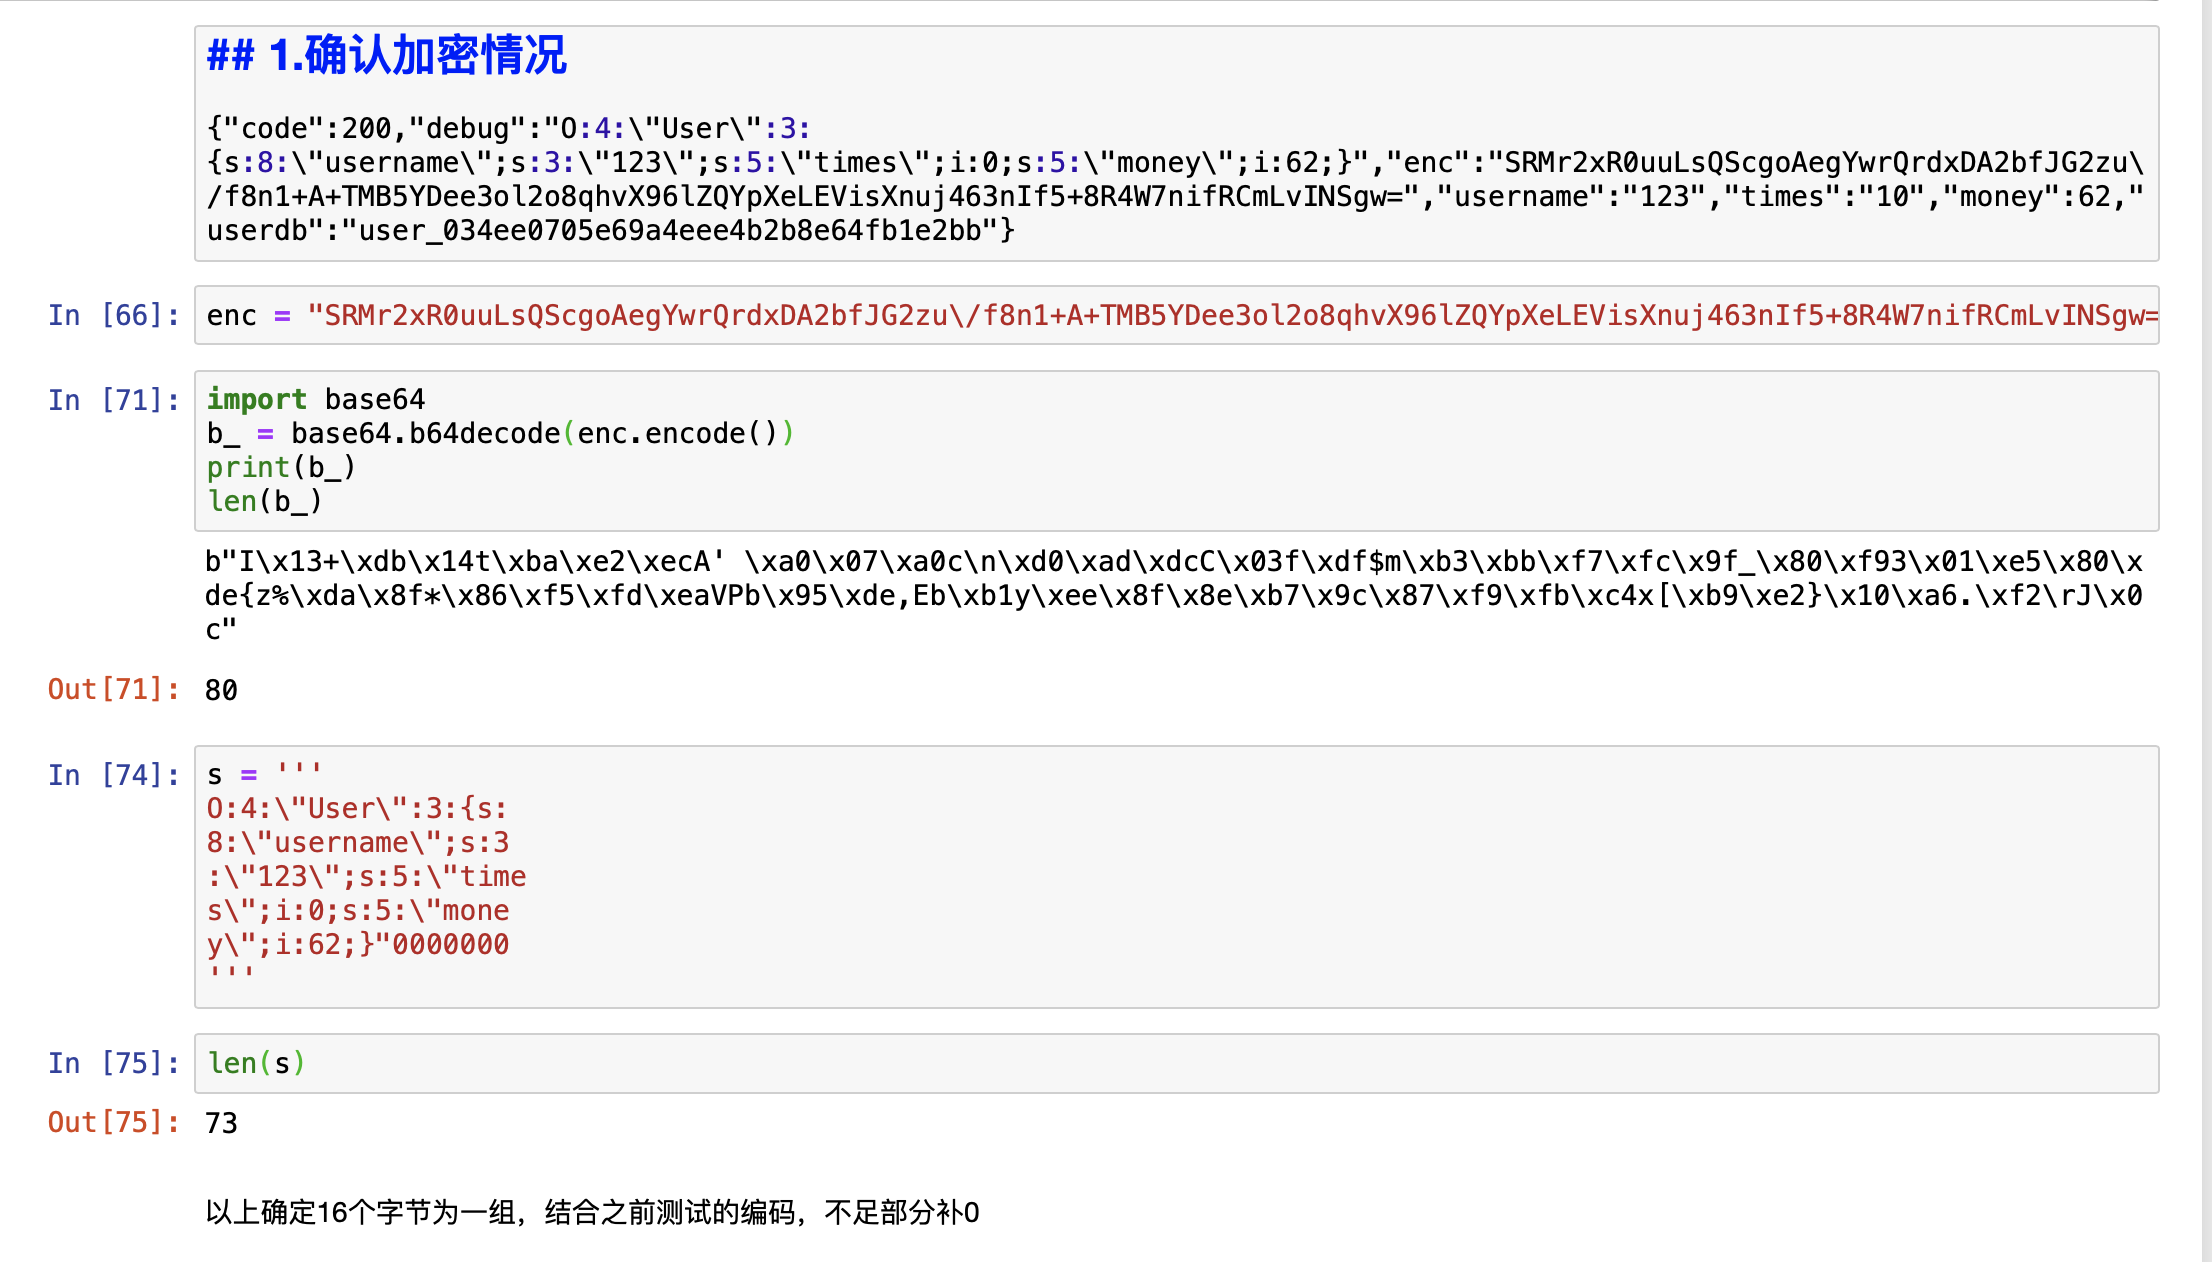 ## 1.确认加密情况
{"code":200,"debug":"O:4:\"User\":3:
{s:8:\"username\";s:3:\"123\";s:5:\"times\";i:0;s:5:\"money\";i:62;}","enc":"SRMr2xR0uuLsQScgoAegYwrQrdxDA2bfJG2zu\
/f8n1+A+TMB5YDee3ol2o8qhvX96lZQYpXeLEVisXnuj463nIf5+8R4W7nifRCmLvINSgw=","username":"123","times":"10","money":62,"
userdb":"user_034ee0705e69a4eee4b2b8e64fb1e2bb"}
In [66]: enc = "SRMr2xR0uuLsQScgoAegYwrQrdxDA2bfJG2zu\/f8n1+A+TMB5YDee3ol2o8qhvX96lZQYpXeLEVisXnuj463nIf5+8R4W7nifRCmLvINSgw=
In [71]: import base64
b_ = base64.b64decode(enc.encode())
print(b_)
len(b_)
b"I\x13+\xdb\x14t\xba\xe2\xecA' \xa0\x07\xa0c\n\xd0\xad\xdcC\x03f\xdf$m\xb3\xbb\xf7\xfc\x9f_\x80\xf93\x01\xe5\x80\x
de{z%\xda\x8f*\x86\xf5\xfd\xeaVPb\x95\xde,Eb\xb1y\xee\x8f\x8e\xb7\x9c\x87\xf9\xfb\xc4x[\xb9\xe2}\x10\xa6.\xf2\rJ\x0
c"
Out[71]: 80
In [74]: s = '''
O:4:\"User\":3:{s:
8:\"username\";s:3
:\"123\";s:5:\"time
s\";i:0;s:5:\"mone
y\";i:62;}"0000000
'''
In [75]: len(s)
Out[75]: 73
以上确定16个字节为一组，结合之前测试的编码，不足部分补0